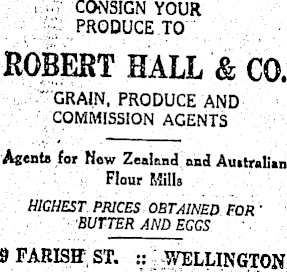 CONSIGN YOUR
PRODUCE TO
ROBERT HALL & CO.
GRAIN, PRODUCE AND
COMMISSION AGENTS
Agents for New Zealand and Australian
Flour Mills
HIGHEST PRICES OBTAINED FOR
BUTTER AND EGGS
9 FARISH ST. :: WELLINGTON